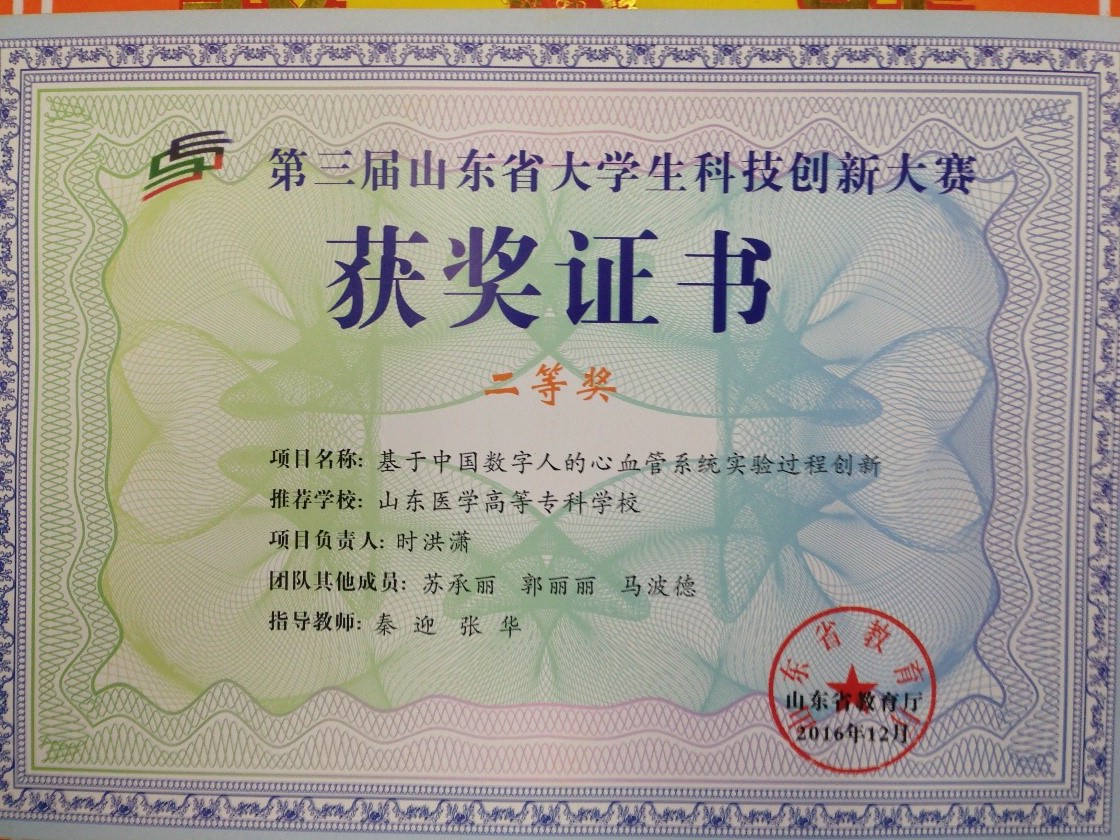 第三届山东省大学生科技创新大赛
获奖证书
二等奖
项目名称: 基于中国数字人的心血管系统实验过程创新
推荐学校: 山东医学高等专科学校
项目负责人: 时洪潇
团队其他成员: 苏承丽 郭丽丽 马波德
指导教师: 秦迎 张华
山东省教育厅
山东省教育厅
2016年12月